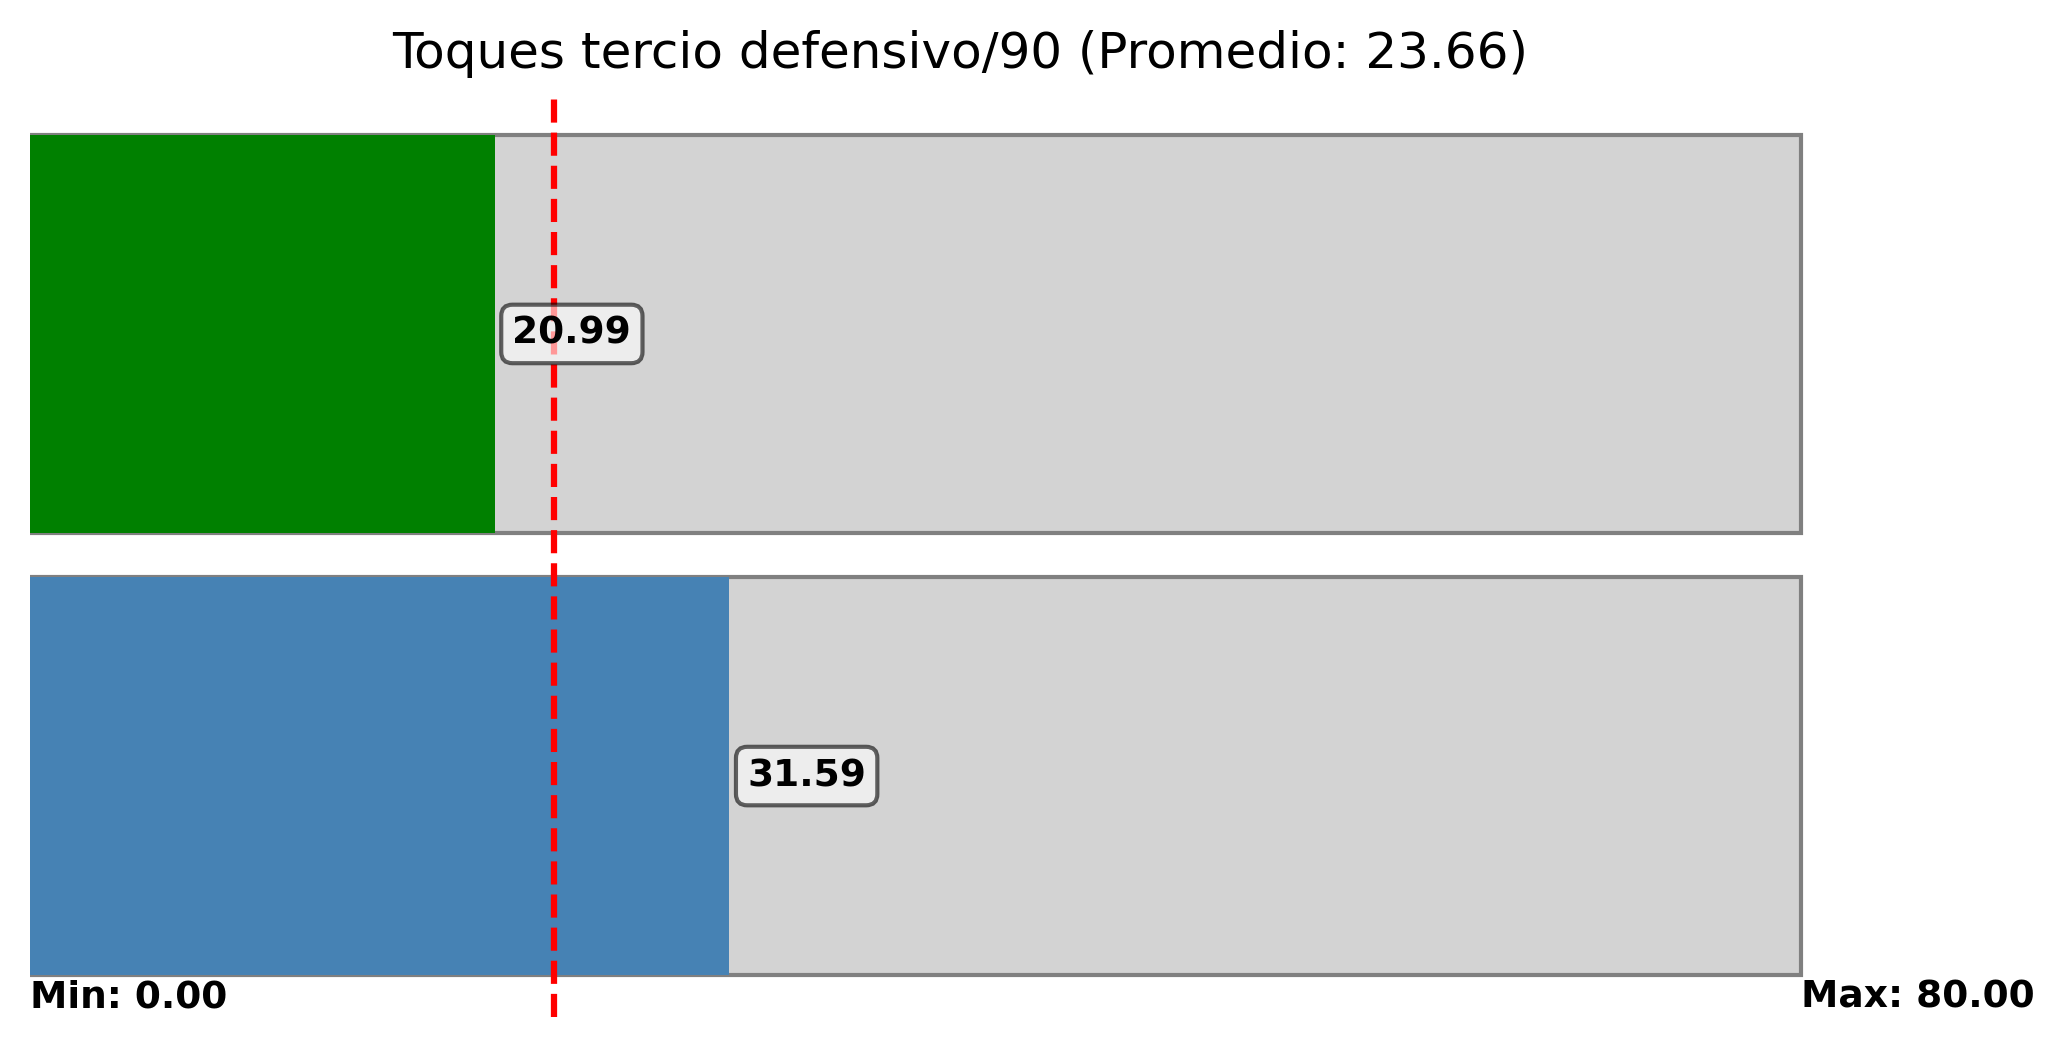 Toques tercio defensivo/90 (Promedio: 23.66)
20.99
31.59
Min: 0.00
Max: 80.00